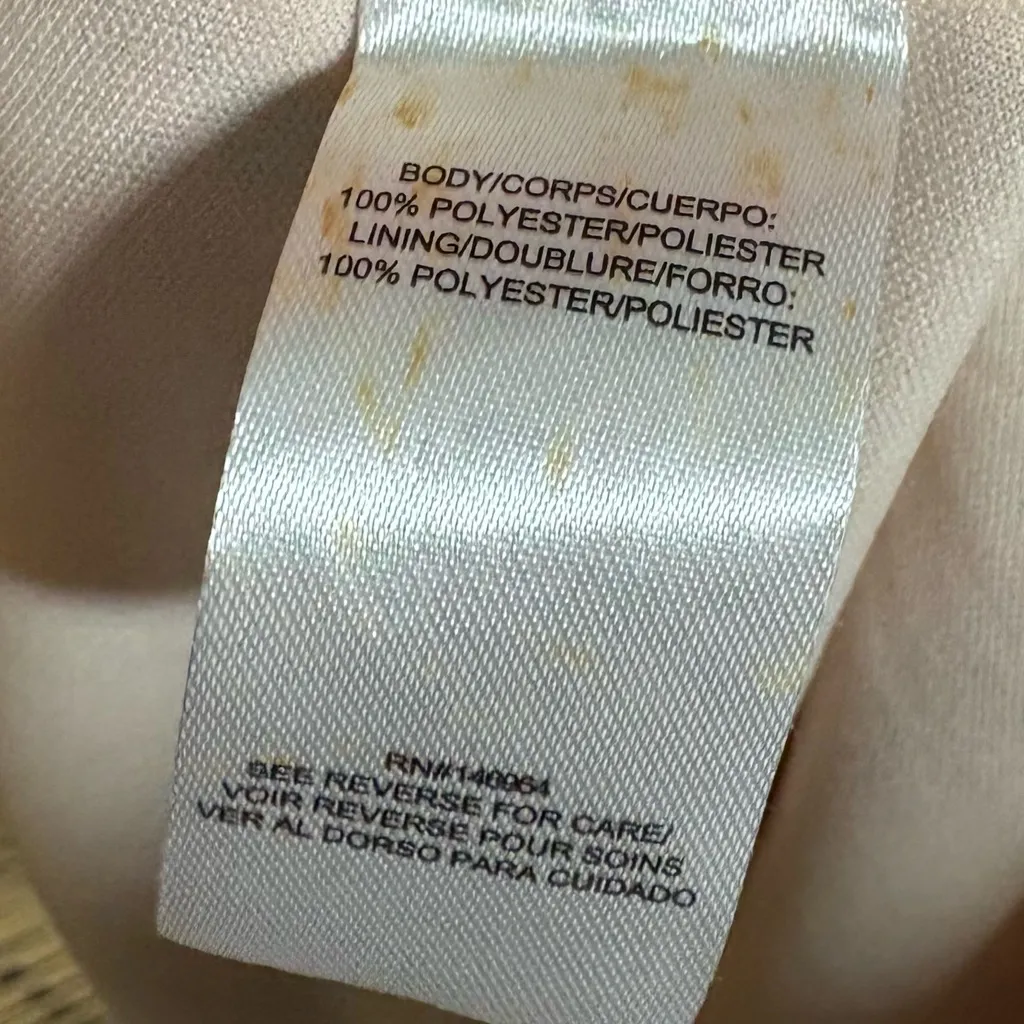 BODY/CORPS/CUERPO:
100% POLYESTER/POLIESTER
LINING/DOUBLURE/FORRO:
100% POLYESTER/POLIESTER
RN#140964
SEE REVERSE FOR CARE/
VOIR REVERSE POUR SOINS
VER AL DORSO PARA CUIDADO